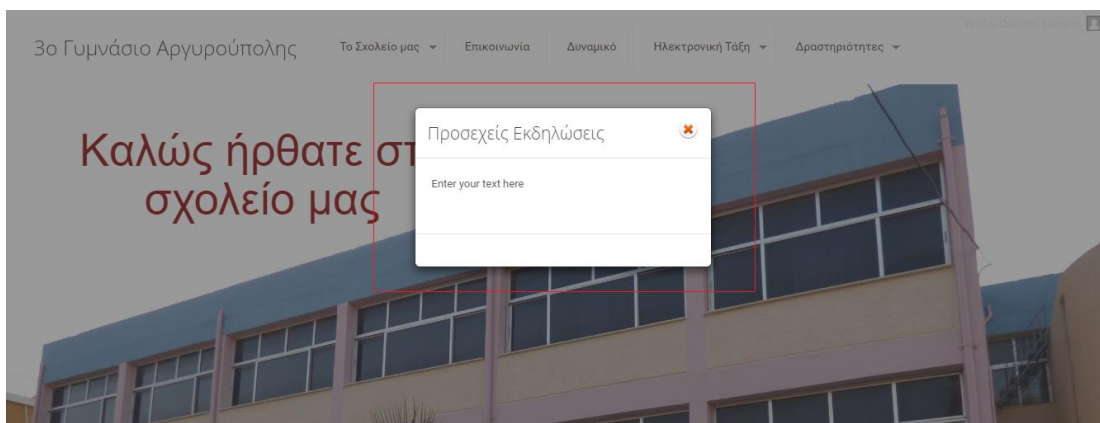 3ο Γυμνάσιο Αργυρούπολης
Το Σχολείο μας
Επικοινωνία
Δυναμικό
Ηλεκτρονική Τάξη
Δραστηριότητες
Καλώς ήρθατε στ
σχολείο μας
Προσεχείς Εκδηλώσεις
Enter your text here